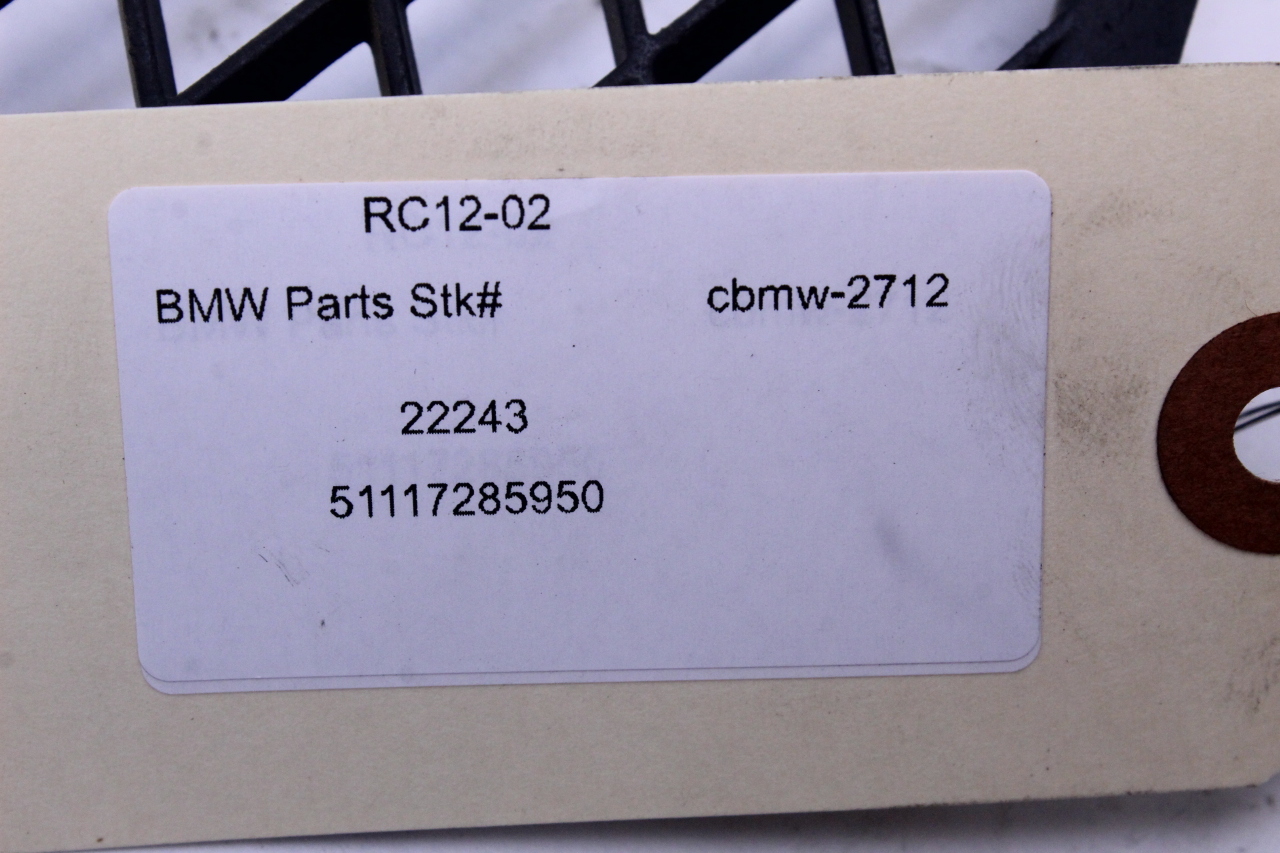 RC12-02
BMW Parts Stk# cbmw-2712
22243
51117285950